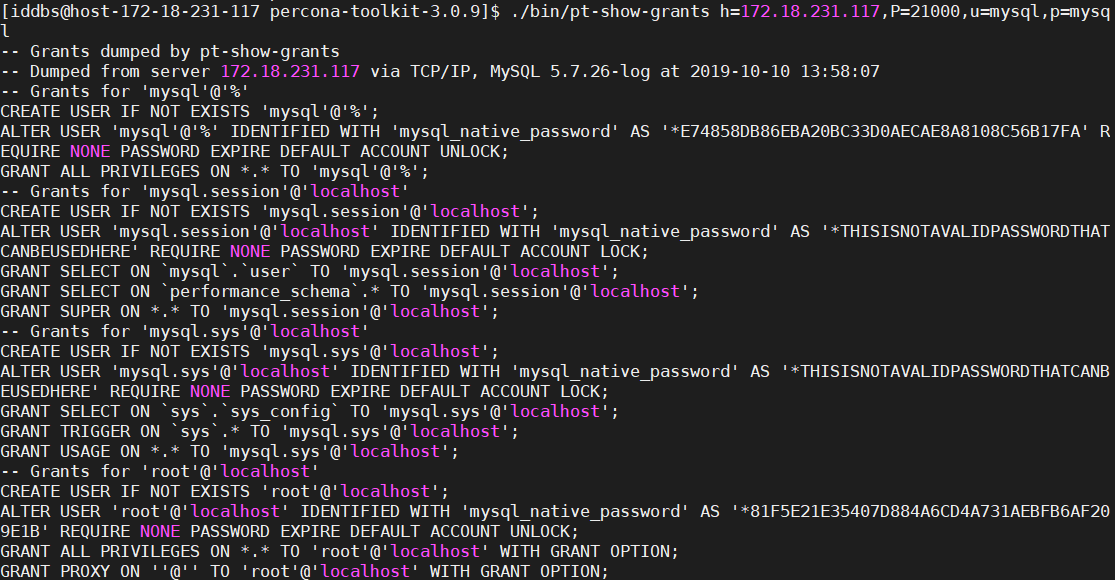 [iddbs@host-172-18-231-117 percona-toolkit-3.0.9]$ ./bin/pt-show-grants h=172.18.231.117,P=21000,u=mysql,p=mysq
l
-- Grants dumped by pt-show-grants
-- Dumped from server 172.18.231.117 via TCP/IP, MySQL 5.7.26-log at 2019-10-10 13:58:07
-- Grants for 'mysql'@'%'
CREATE USER IF NOT EXISTS 'mysql'@'%';
ALTER USER 'mysql'@'%' IDENTIFIED WITH 'mysql_native_password' AS '*E74858DB86EBA20BC33D0AECAE8A8108C56B17FA' R
EQUIRE NONE PASSWORD EXPIRE DEFAULT ACCOUNT UNLOCK;
GRANT ALL PRIVILEGES ON *.* TO 'mysql'@'%';
-- Grants for 'mysql.session'@'localhost'
CREATE USER IF NOT EXISTS 'mysql.session'@'localhost';
ALTER USER 'mysql.session'@'localhost' IDENTIFIED WITH 'mysql_native_password' AS '*THISISNOTAVALIDPASSWORDTHAT
CANBEUSEDHERE' REQUIRE NONE PASSWORD EXPIRE DEFAULT ACCOUNT LOCK;
GRANT SELECT ON `mysql`.`user` TO 'mysql.session'@'localhost';
GRANT SELECT ON `performance_schema`.* TO 'mysql.session'@'localhost';
GRANT SUPER ON *.* TO 'mysql.session'@'localhost';
-- Grants for 'mysql.sys'@'localhost'
CREATE USER IF NOT EXISTS 'mysql.sys'@'localhost';
ALTER USER 'mysql.sys'@'localhost' IDENTIFIED WITH 'mysql_native_password' AS '*THISISNOTAVALIDPASSWORDTHATCANB
EUSEDHERE' REQUIRE NONE PASSWORD EXPIRE DEFAULT ACCOUNT LOCK;
GRANT SELECT ON `sys`.`sys_config` TO 'mysql.sys'@'localhost';
GRANT TRIGGER ON `sys`.* TO 'mysql.sys'@'localhost';
GRANT USAGE ON *.* TO 'mysql.sys'@'localhost';
-- Grants for 'root'@'localhost'
CREATE USER IF NOT EXISTS 'root'@'localhost';
ALTER USER 'root'@'localhost' IDENTIFIED WITH 'mysql_native_password' AS '*81F5E21E35407D884A6CD4A731AEBFB6AF20
9E1B' REQUIRE NONE PASSWORD EXPIRE DEFAULT ACCOUNT UNLOCK;
GRANT ALL PRIVILEGES ON *.* TO 'root'@'localhost' WITH GRANT OPTION;
GRANT PROXY ON ''@'' TO 'root'@'localhost' WITH GRANT OPTION;